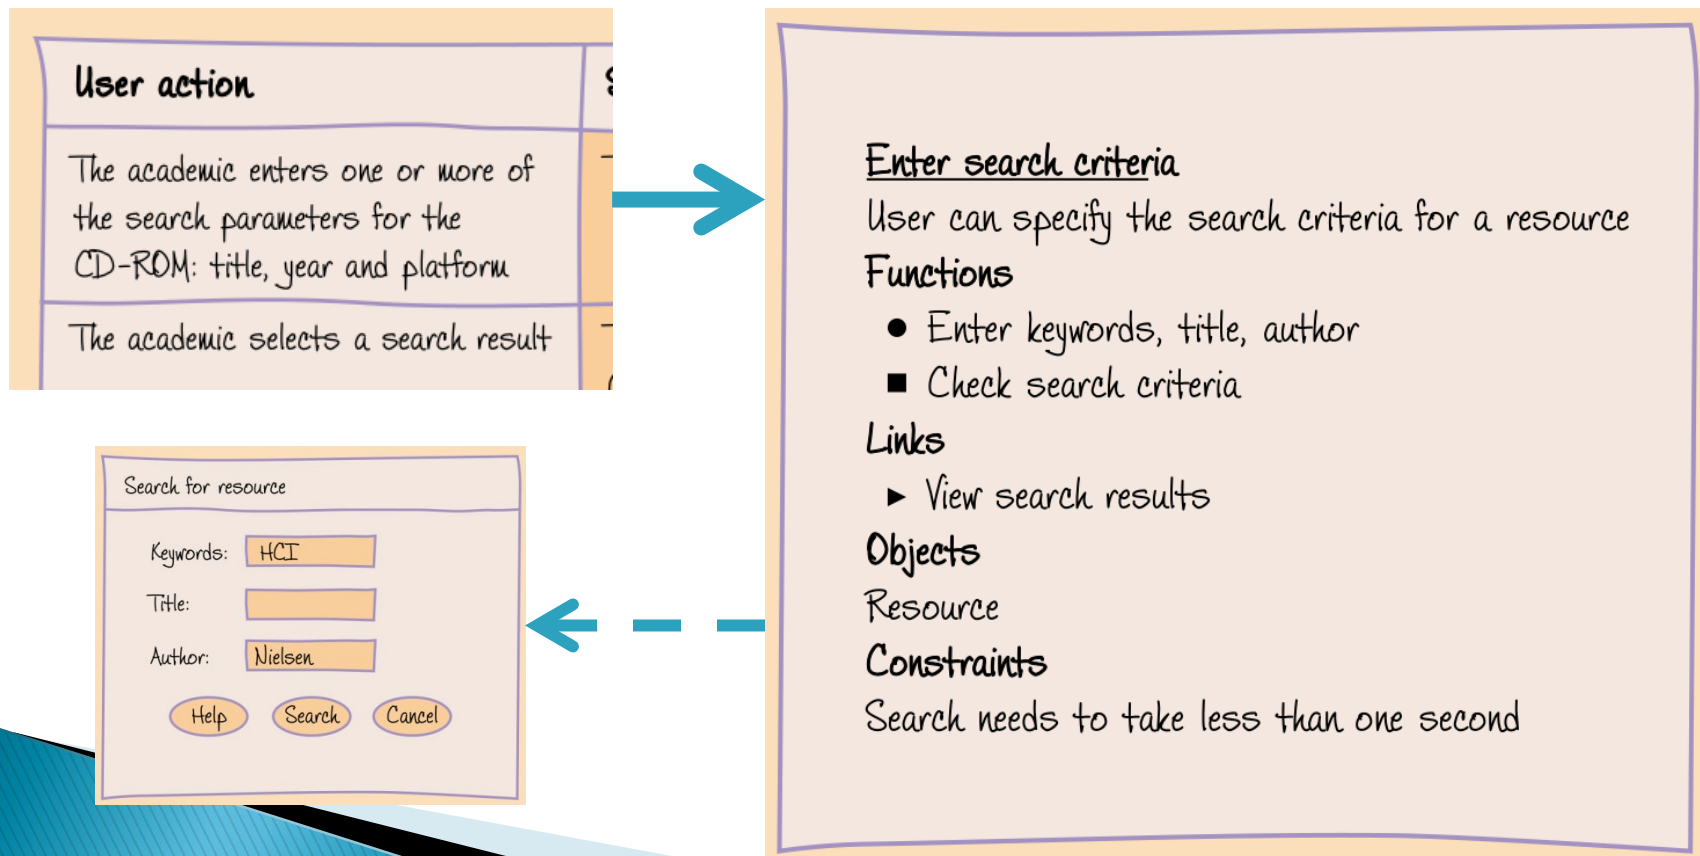 User action
The academic enters one or more of
the search parameters for the
CD-ROM: title, year and platform
The academic selects a search result
Enter search criteria
User can specify the search criteria for a resource
Functions
● Enter keywords, title, author
■ Check search criteria
Links
► View search results
Objects
Resource
Constraints
Search needs to take less than one second
Search for resource
Keywords: HCI
Title:
Author: Nielsen
Help Search Cancel